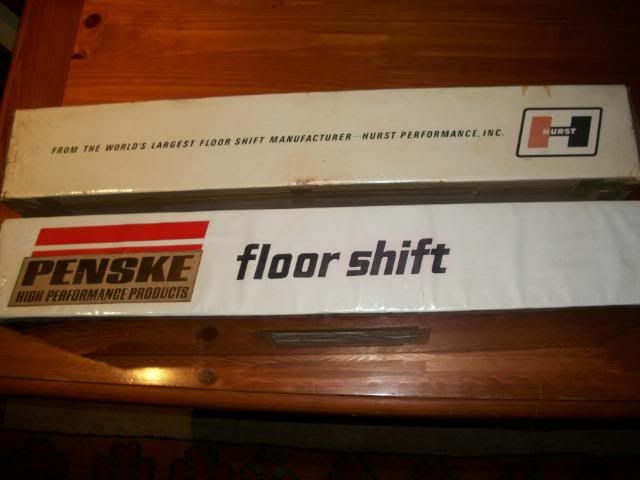 FROM THE WORLD'S LARGEST FLOOR SHIFT MANUFACTURER···HURST PERFORMANCE, INC.
HURST
PENSKE
HIGH PERFORMANCE PRODUCTS
floor shift